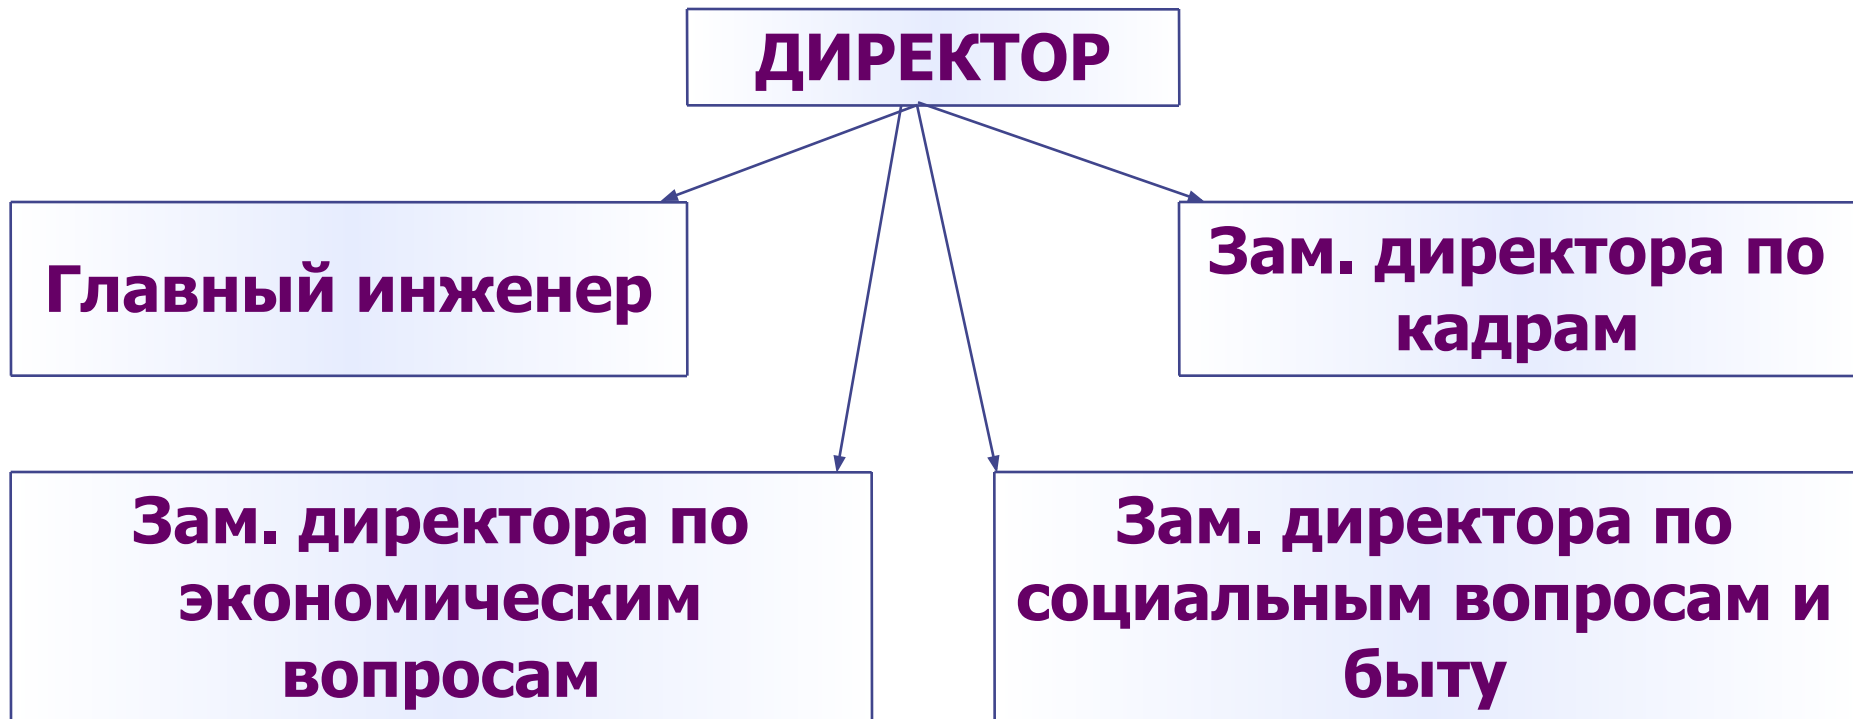 ДИРЕКТОР
Главный инженер
Зам. директора по
кадрам
Зам. директора по
экономическим
вопросам
Зам. директора по
социальным вопросам и
быту